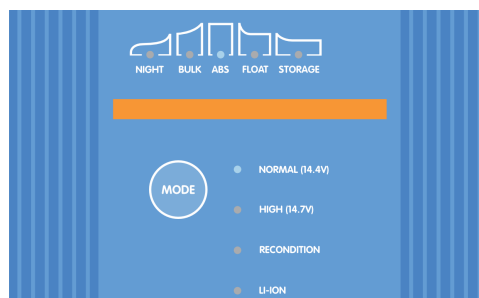 NIGHT BULK ABS FLOAT STORAGE
MODE
NORMAL (14.4V)
HIGH (14.7V)
RECONDITION
LI-ION